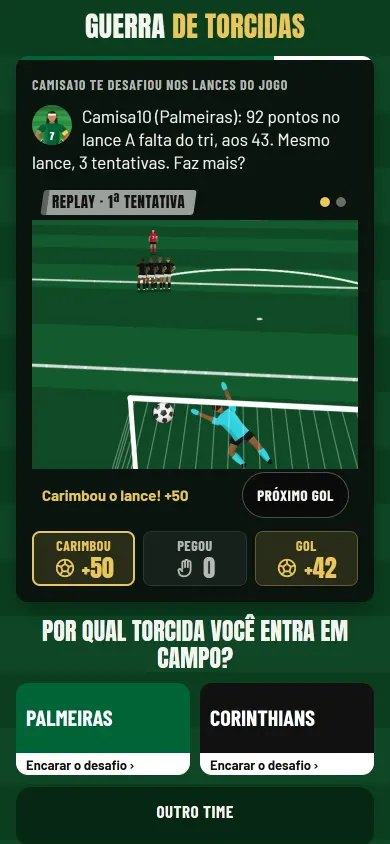 GUERRA DE TORCIDAS
CAMISA10 TE DESAFIOU NOS LANCES DO JOGO
Camisa10 (Palmeiras): 92 pontos no
lance A falta do tri, aos 43. Mesmo
lance, 3 tentativas. Faz mais?
7
REPLAY · 1ª TENTATIVA
Carimbou o lance! +50
PRÓXIMO GOL
CARIMBOU
+50
PEGOU
0
GOL
+42
POR QUAL TORCIDA VOCÊ ENTRA EM
CAMPO?
PALMEIRAS
Encarar o desafio ›
CORINTHIANS
Encarar o desafio ›
OUTRO TIME